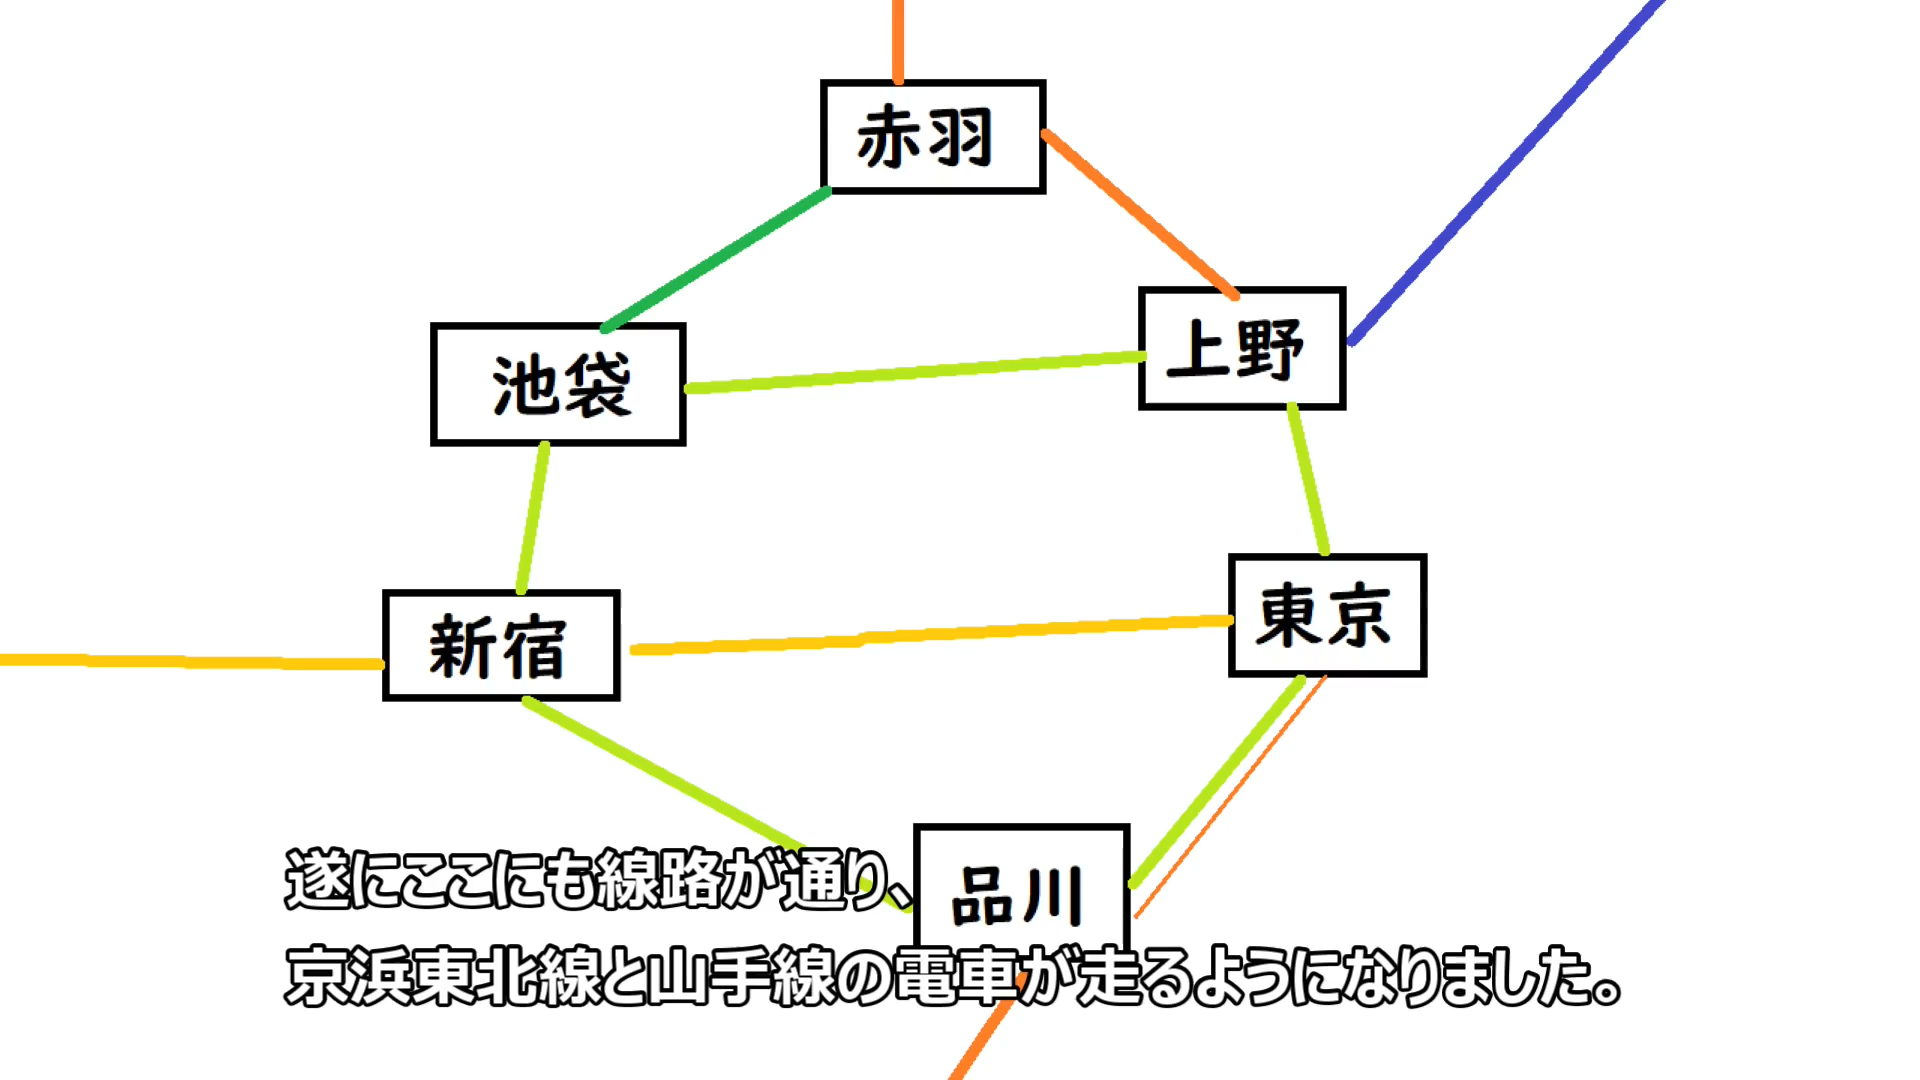 赤羽
上野
池袋
東京
新宿
品川
遂にここにも線路が通り、
京浜東北線と山手線の電車が走るようになりました。